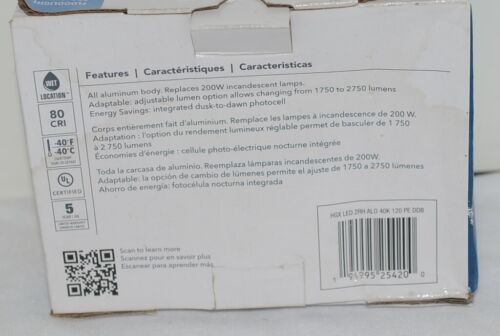 Features | Caractéristiques | Caracteristicas
All aluminum body. Replaces 200W incandescent lamps.
Adaptable: adjustable lumen option allows changing from 1750 to 2750 lumens
Energy Savings: integrated dusk-to-dawn photocell
Corps entièrement fait d'aluminium. Remplace les lampes à incandescence de 200 W.
Adaptation : l'option du rendement lumineux réglable permet de basculer de 1 750
à 2 750 lumens
Économies d'énergie : cellule photo-électrique nocturne intégrée
Toda la carcasa de aluminio. Reemplaza lámparas incandescentes de 200W.
Adaptable: la opción de cambio de lúmenes permite el ajuste de 1750 a 2750 lúmenes
Ahorro de energia: fotocélula nocturna integrada
WET
LOCATION
80
CRI
-40°F
-40°C
UL
CERTIFIED
5
Scan to learn more
Scannez pour en savoir plus
Escanear para aprender más
HGX LED 2RH ALO 40K 120 PE DDB